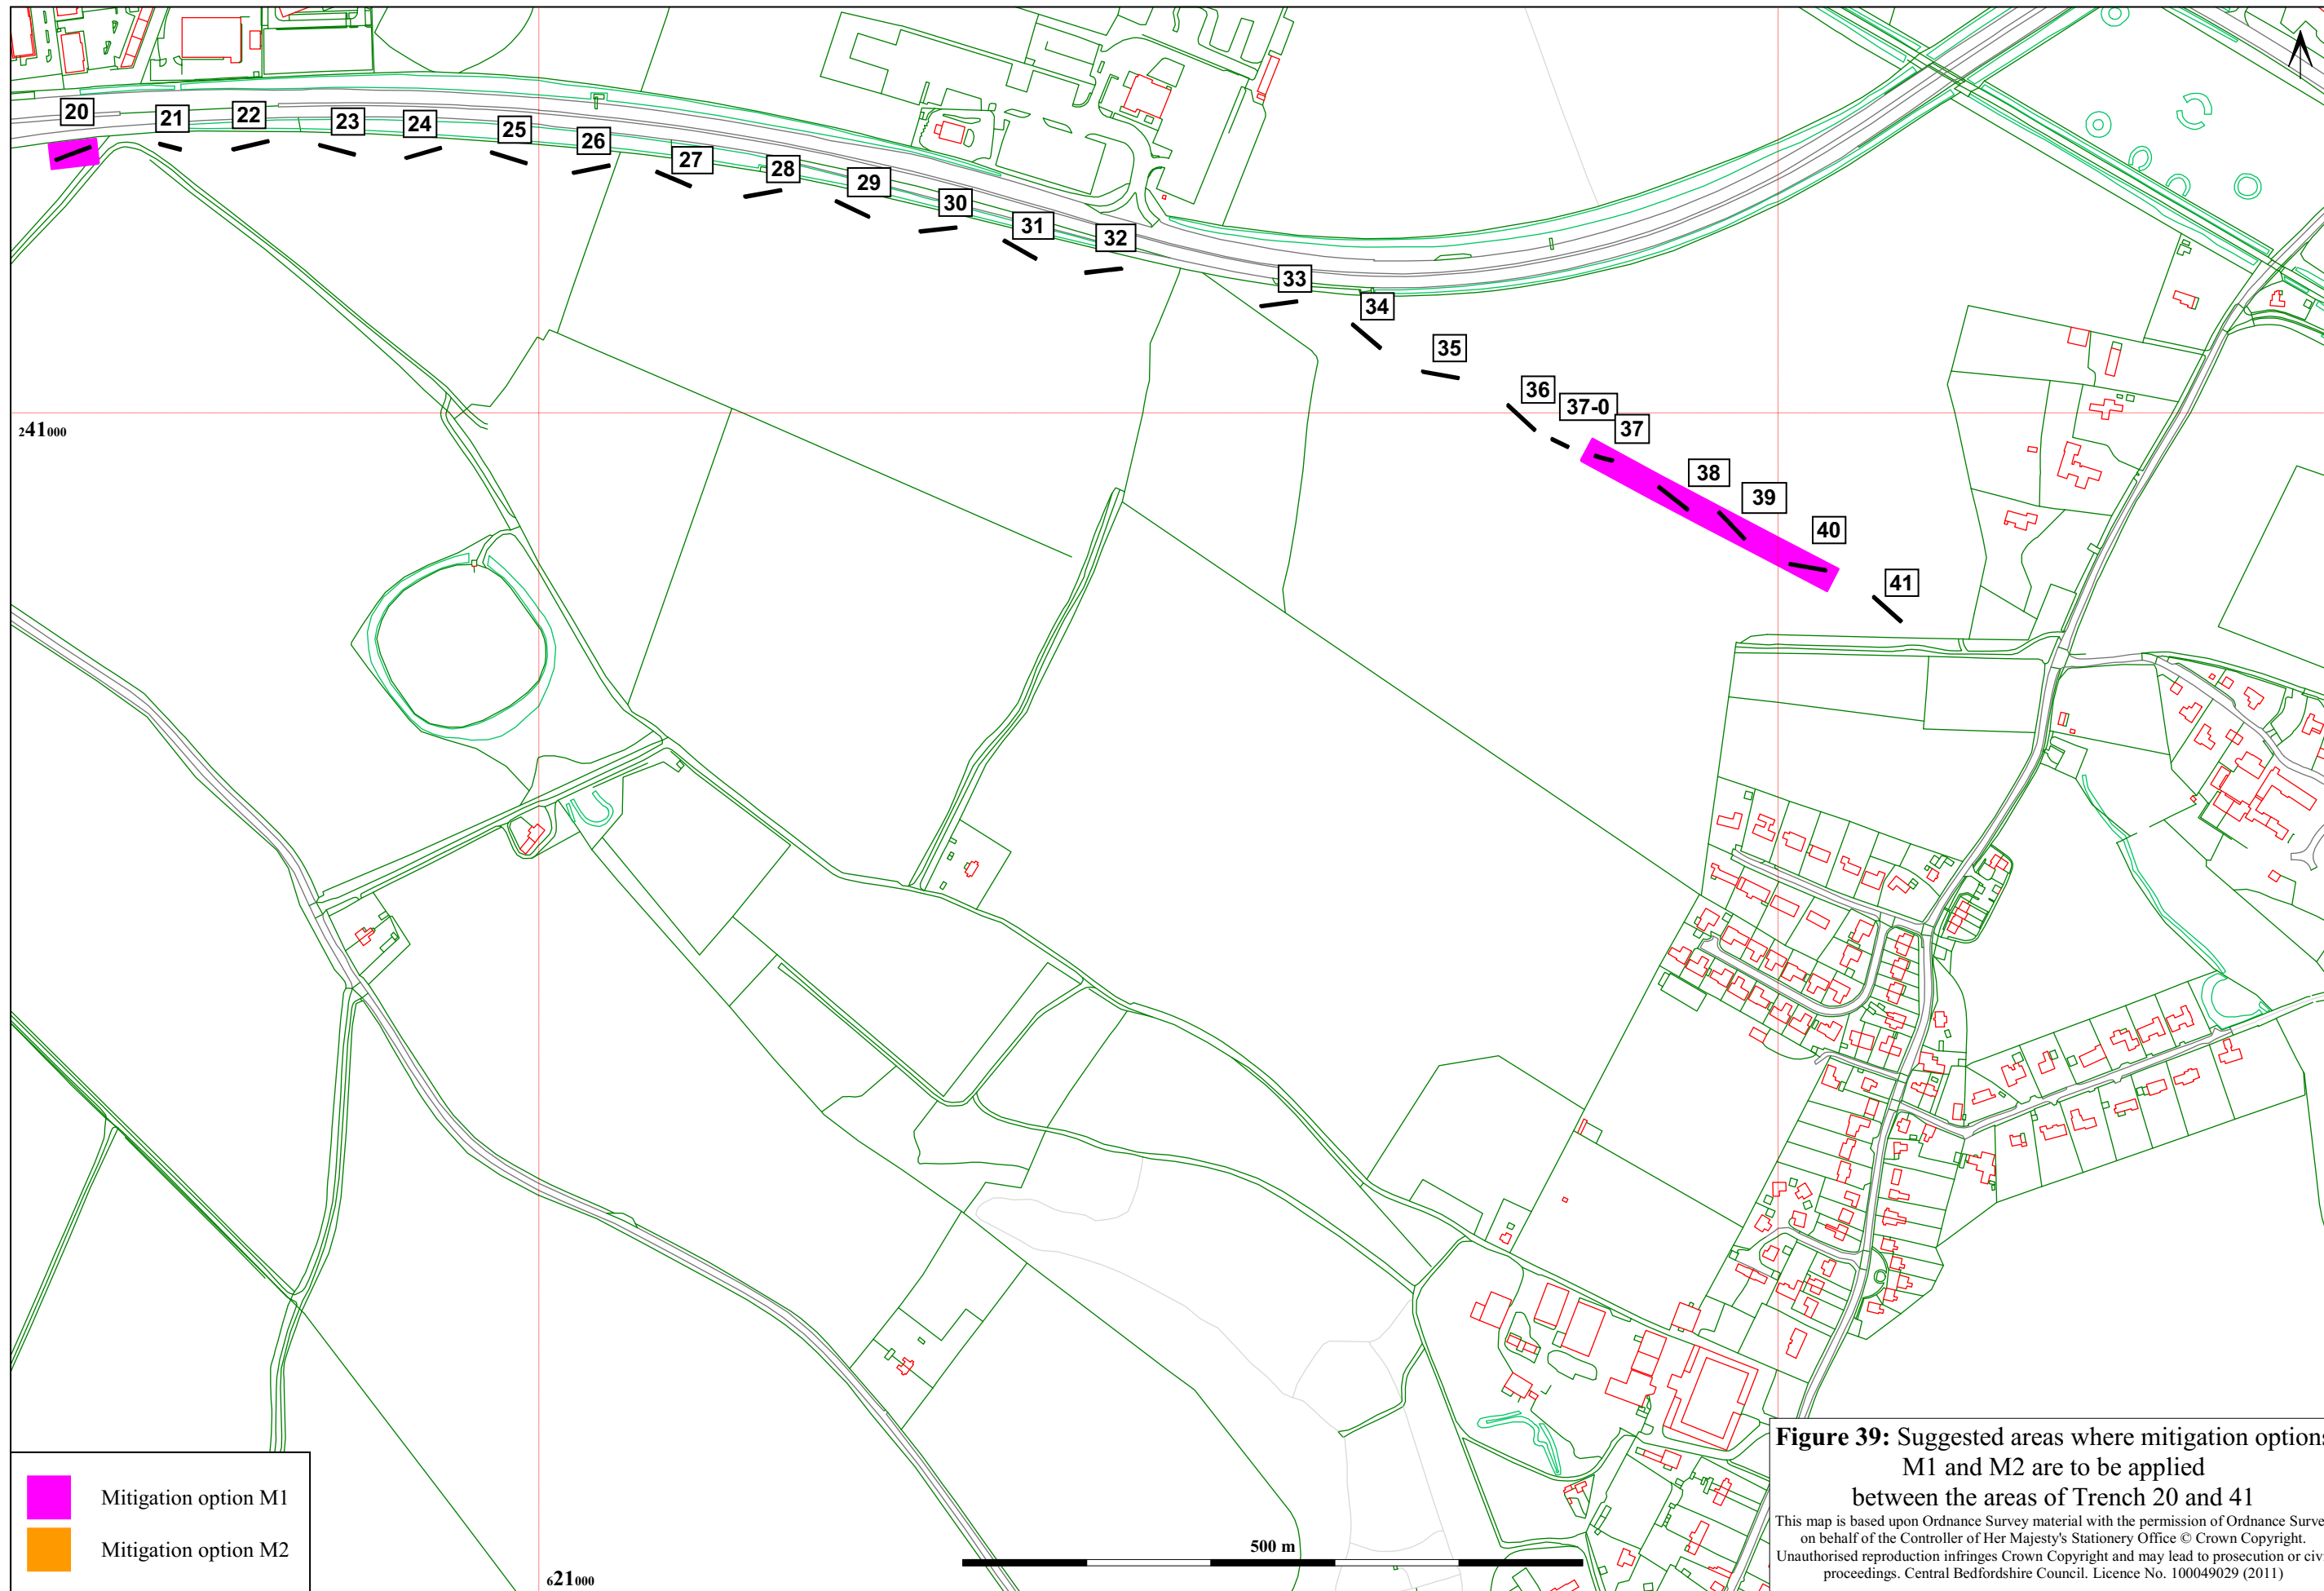 20
21
22
23
24
25
26
27
28
29
30
31
32
33
34
35
36
37-0
37
38
39
40
41
241000
621000
500 m
Mitigation option M1
Mitigation option M2
Figure 39: Suggested areas where mitigation options
M1 and M2 are to be applied
between the areas of Trench 20 and 41
This map is based upon Ordnance Survey material with the permission of Ordnance Surve
on behalf of the Controller of Her Majesty's Stationery Office © Crown Copyright.
Unauthorised reproduction infringes Crown Copyright and may lead to prosecution or civ
proceedings. Central Bedfordshire Council. Licence No. 100049029 (2011)